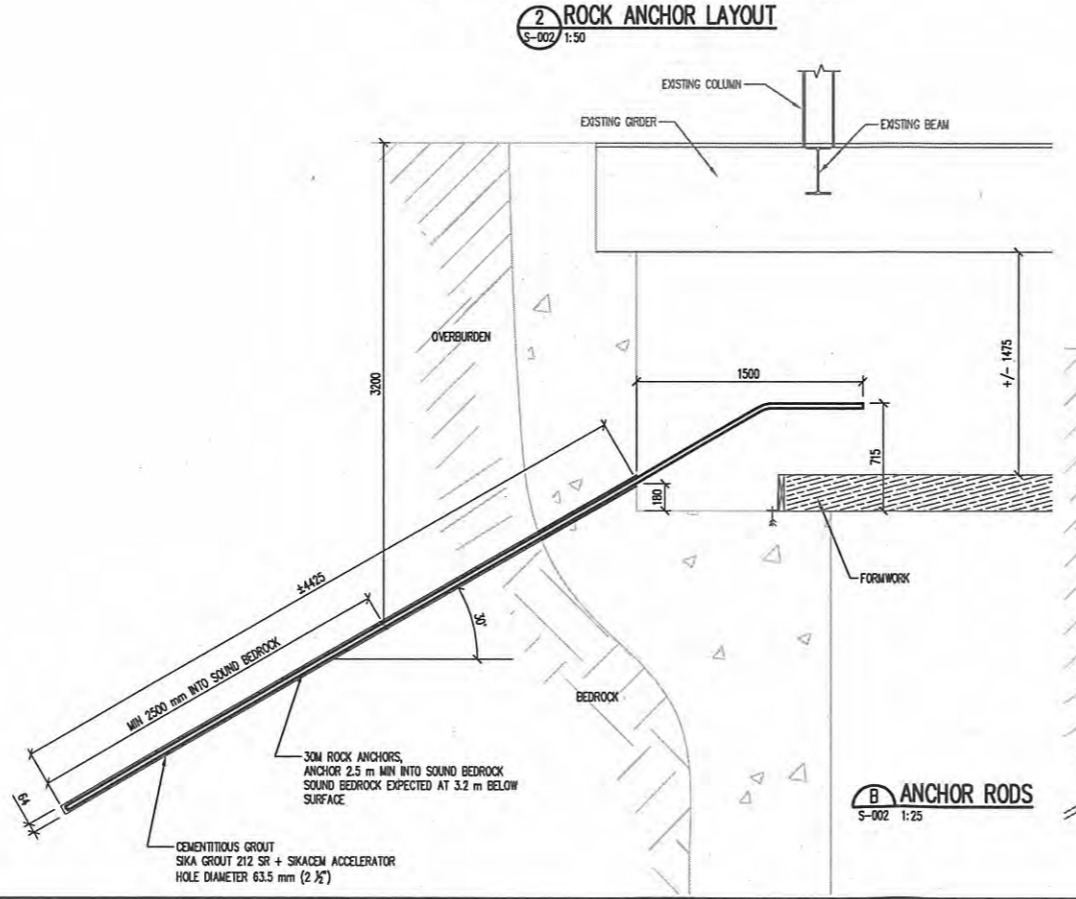 2 ROCK ANCHOR LAYOUT
S-002 1:50
EXISTING COLUMN
EXISTING GIRDER
EXISTING BEAM
OVERBURDEN
3200
1500
+/- 1475
715
180
FORMWORK
±4425
MIN 2500 mm INTO SOUND BEDROCK
30°
BEDROCK
64
30M ROCK ANCHORS,
ANCHOR 2.5 m MIN INTO SOUND BEDROCK
SOUND BEDROCK EXPECTED AT 3.2 m BELOW
SURFACE
B ANCHOR RODS
S-002 1:25
CEMENTITIOUS GROUT
SIKA GROUT 212 SR + SIKACEM ACCELERATOR
HOLE DIAMETER 63.5 mm (2 ½")